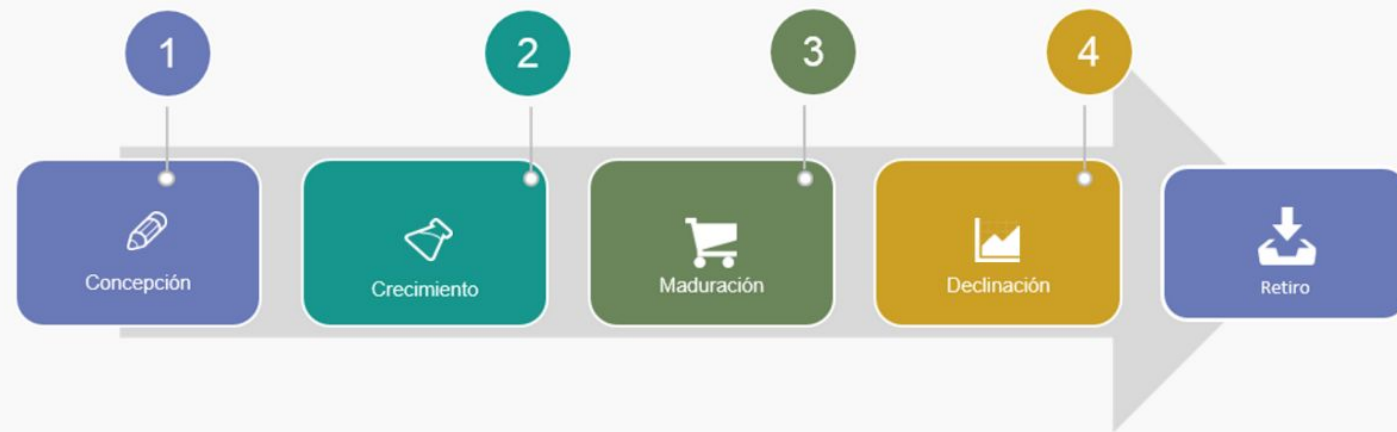 1
2
3
4
Concepción
Crecimiento
Maduración
Declinación
Retiro